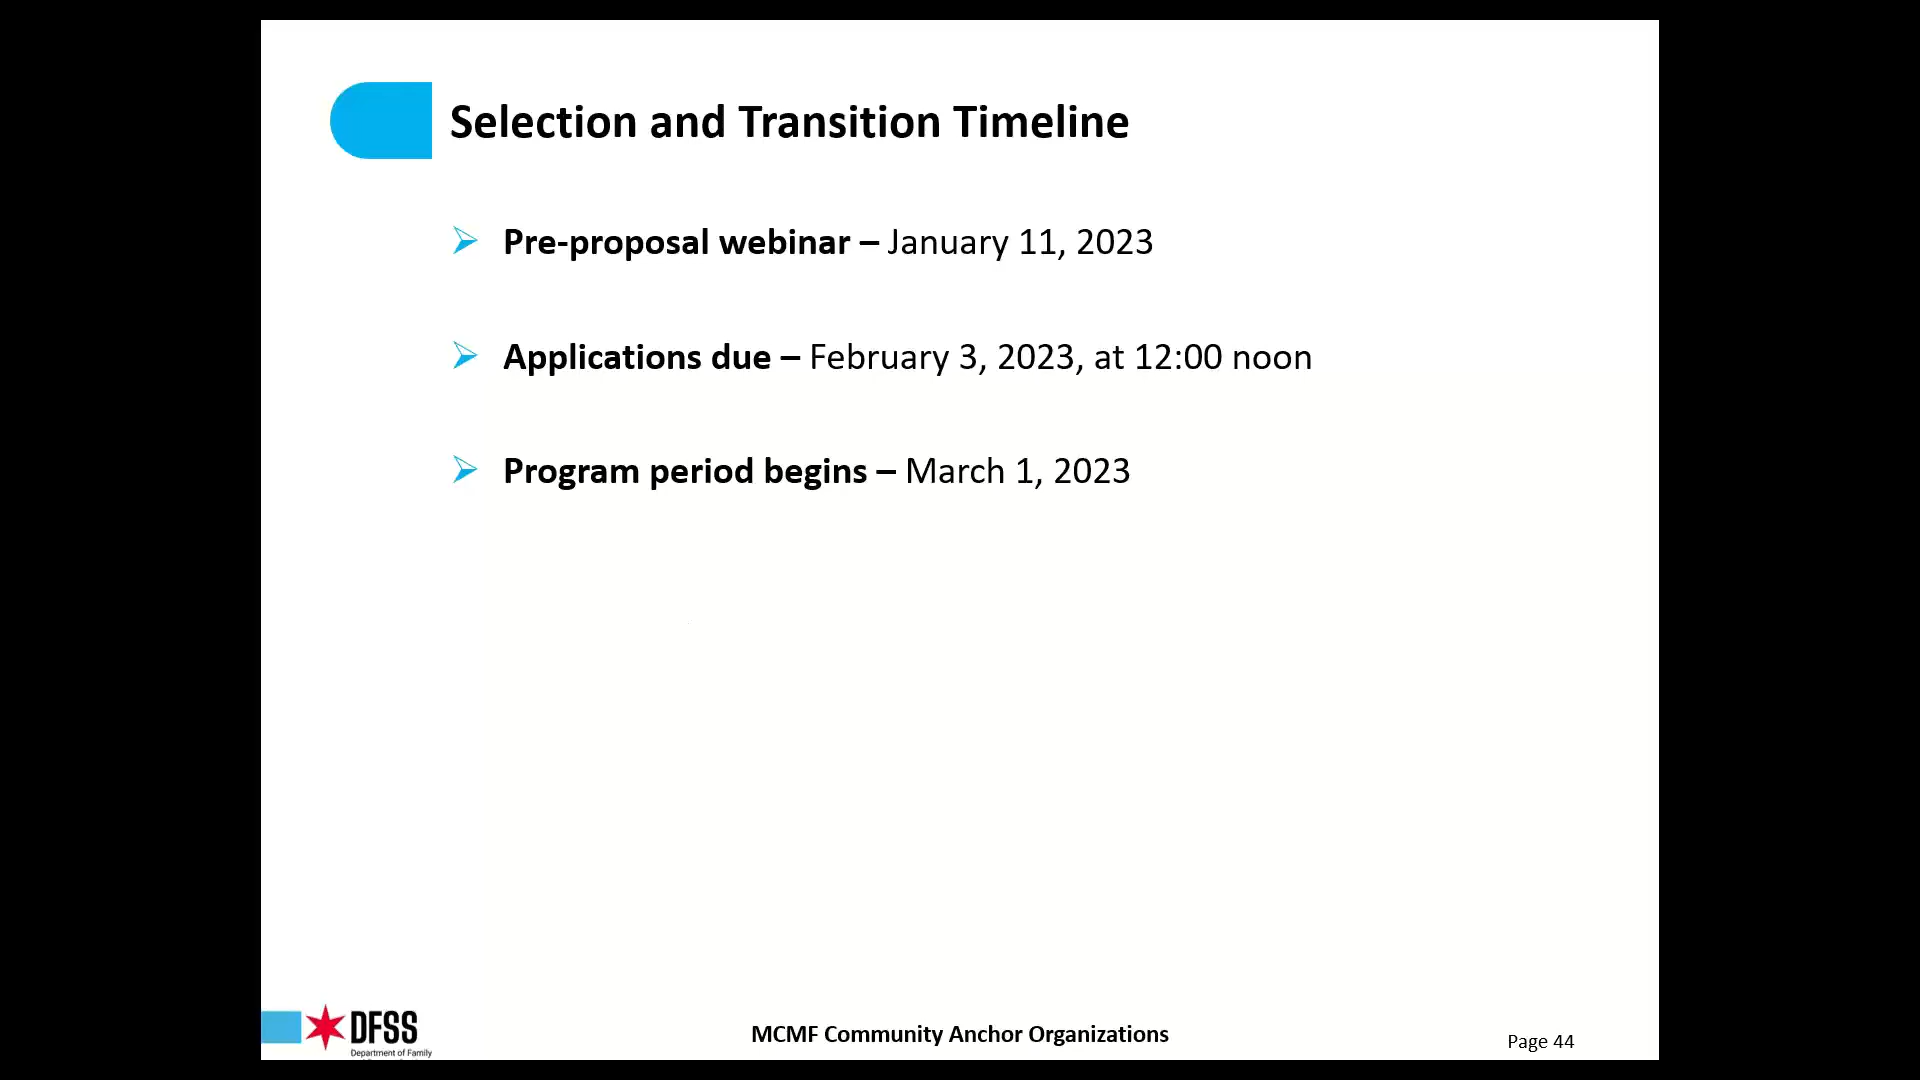 Selection and Transition Timeline
Pre-proposal webinar – January 11, 2023
Applications due – February 3, 2023, at 12:00 noon
Program period begins – March 1, 2023
DFSS
Department of Family
MCMF Community Anchor Organizations
Page 44